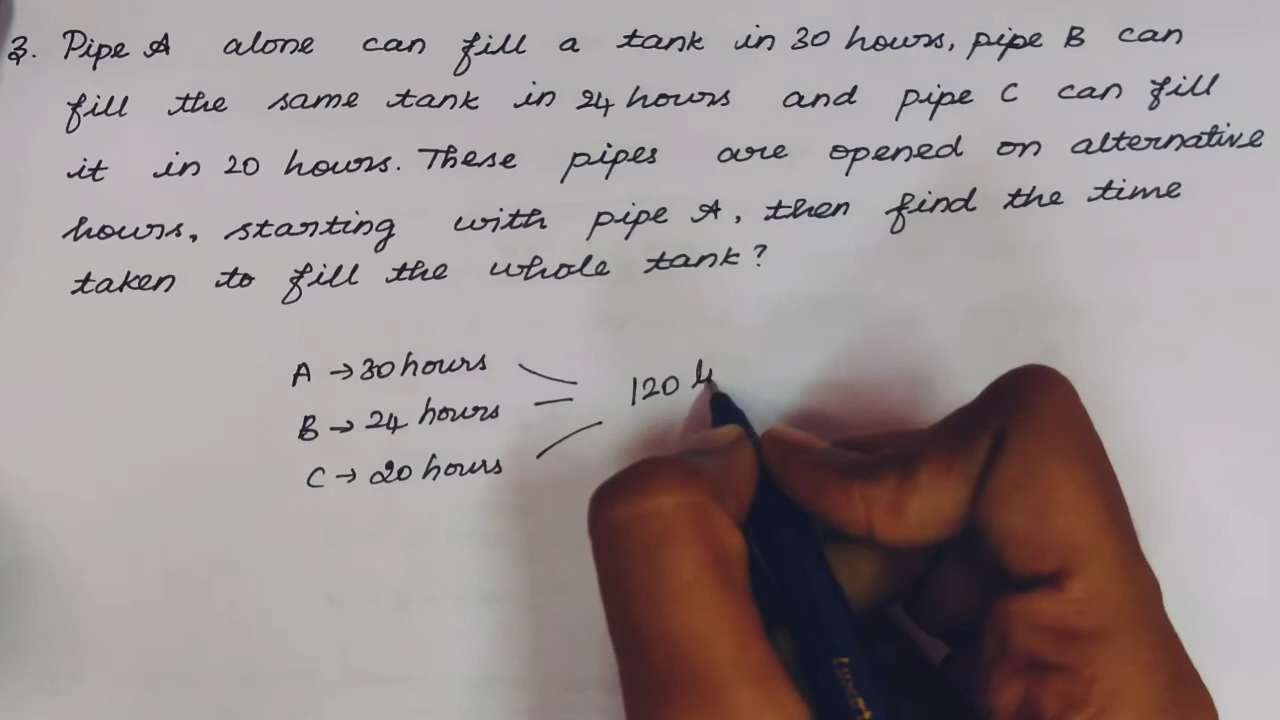 3. Pipe A alone can fill a tank in 30 hours, pipe B can
fill the same tank in 24 hours and pipe C can fill
it in 20 hours. These pipes are opened on alternative
hours, starting with pipe A, then find the time
taken to fill the whole tank?
A → 30 hours
B → 24 hours
C → 20 hours
120